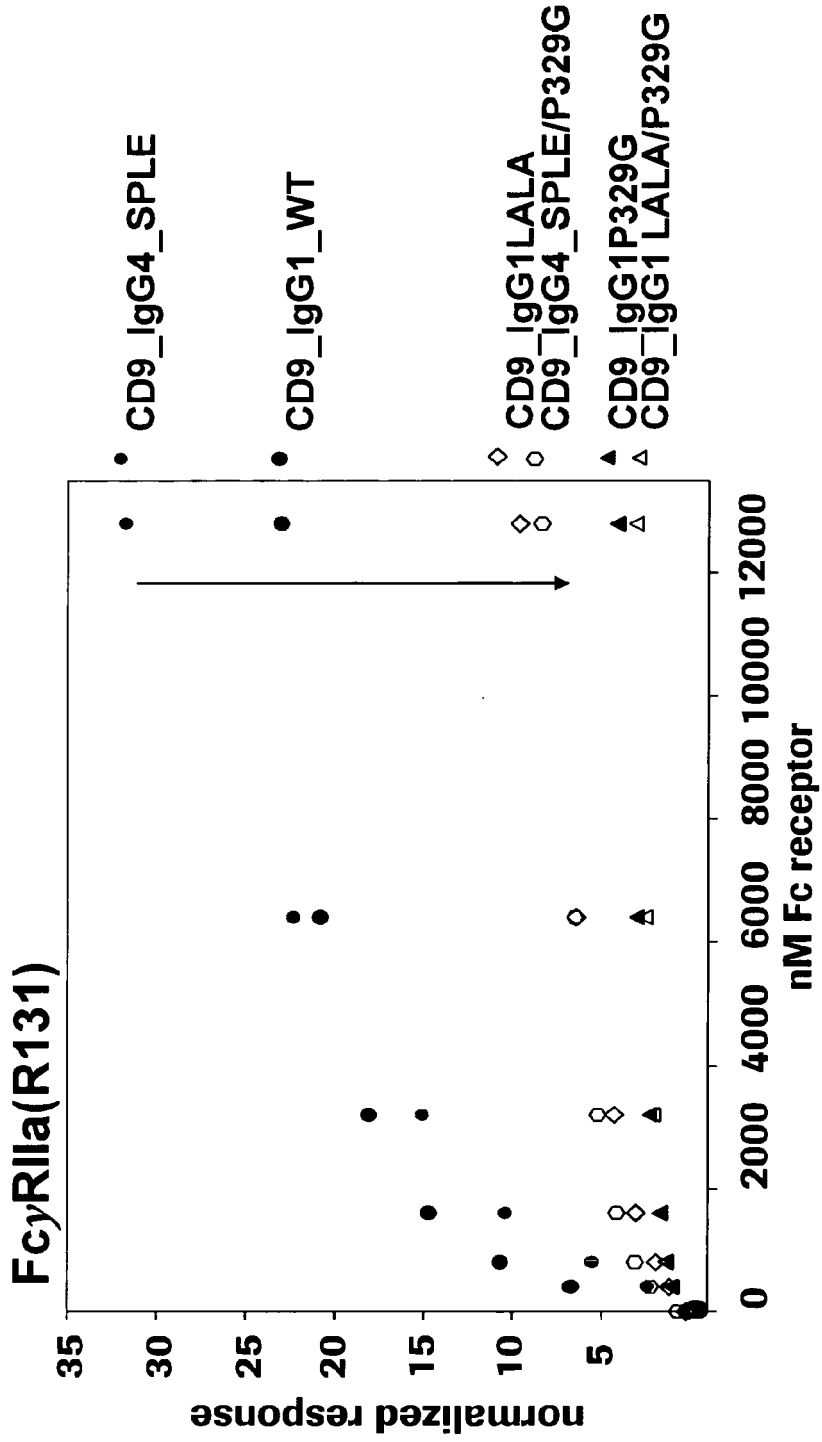 FcγRIIa(R131)
normalized response
35
30
25
20
15
10
5
0
2000
4000
6000
8000
10000
12000
nM Fc receptor
CD9_IgG4_SPLE
CD9_IgG1_WT
CD9_IgG1LALA
CD9_IgG4_SPLE/P329G
CD9_IgG1P329G
CD9_IgG1 LALA/P329G